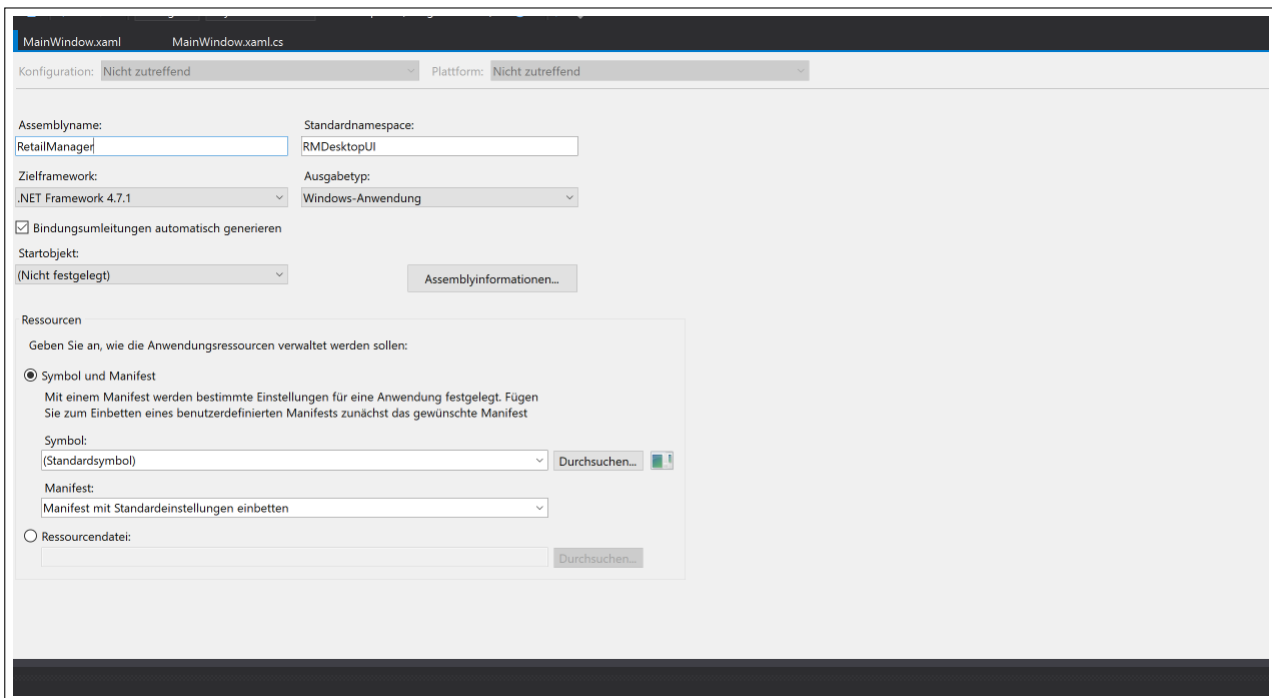 MainWindow.xaml MainWindow.xaml.cs
Konfiguration: Nicht zutreffend Plattform: Nicht zutreffend
Assemblyname: Standardnamespace:
RetailManager RMDesktopUI
Zielframework: Ausgabetyp:
.NET Framework 4.7.1 Windows-Anwendung
Bindungsumleitungen automatisch generieren
Startobjekt:
(Nicht festgelegt) Assemblyinformationen...
Ressourcen
Geben Sie an, wie die Anwendungsressourcen verwaltet werden sollen:
Symbol und Manifest
Mit einem Manifest werden bestimmte Einstellungen für eine Anwendung festgelegt. Fügen
Sie zum Einbetten eines benutzerdefinierten Manifests zunächst das gewünschte Manifest
Symbol:
(Standardsymbol) Durchsuchen...
Manifest:
Manifest mit Standardeinstellungen einbetten
Ressourcendatei:
Durchsuchen...